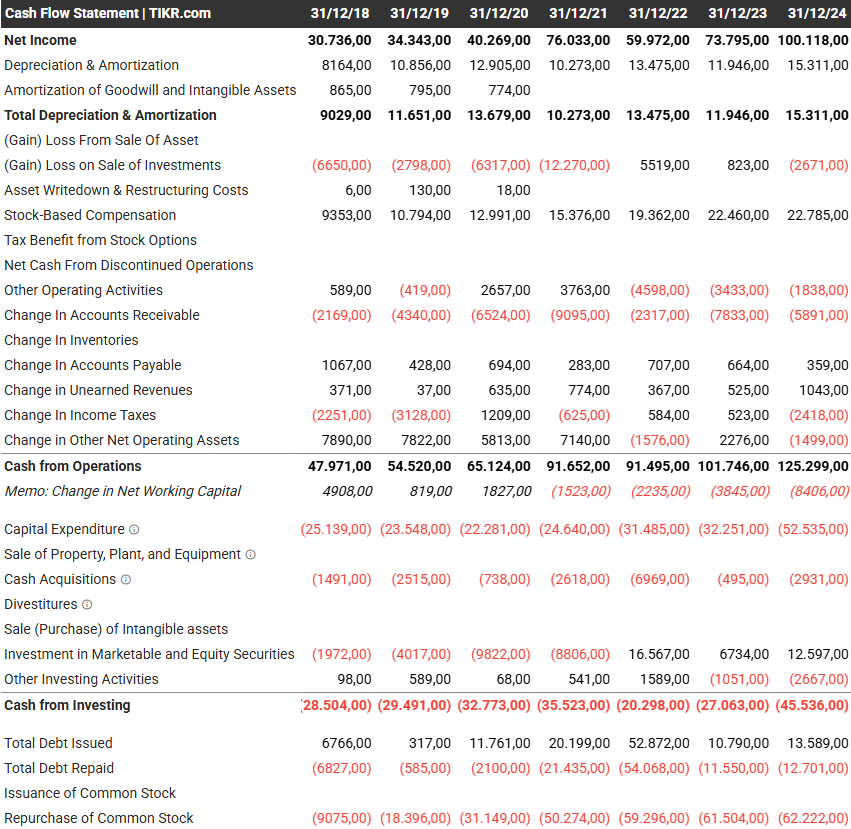 Cash Flow Statement | TIKR.com 31/12/18 31/12/19 31/12/20 31/12/21 31/12/22 31/12/23 31/12/24
Net Income 30.736,00 34.343,00 40.269,00 76.033,00 59.972,00 73.795,00 100.118,00
Depreciation & Amortization 8164,00 10.856,00 12.905,00 10.273,00 13.475,00 11.946,00 15.311,00
Amortization of Goodwill and Intangible Assets 865,00 795,00 774,00
Total Depreciation & Amortization 9029,00 11.651,00 13.679,00 10.273,00 13.475,00 11.946,00 15.311,00
(Gain) Loss From Sale Of Asset
(Gain) Loss on Sale of Investments (6650,00) (2798,00) (6317,00) (12.270,00) 5519,00 823,00 (2671,00)
Asset Writedown & Restructuring Costs 6,00 130,00 18,00
Stock-Based Compensation 9353,00 10.794,00 12.991,00 15.376,00 19.362,00 22.460,00 22.785,00
Tax Benefit from Stock Options
Net Cash From Discontinued Operations
Other Operating Activities 589,00 (419,00) 2657,00 3763,00 (4598,00) (3433,00) (1838,00)
Change In Accounts Receivable (2169,00) (4340,00) (6524,00) (9095,00) (2317,00) (7833,00) (5891,00)
Change In Inventories
Change In Accounts Payable 1067,00 428,00 694,00 283,00 707,00 664,00 359,00
Change in Unearned Revenues 371,00 37,00 635,00 774,00 367,00 525,00 1043,00
Change In Income Taxes (2251,00) (3128,00) 1209,00 (625,00) 584,00 523,00 (2418,00)
Change in Other Net Operating Assets 7890,00 7822,00 5813,00 7140,00 (1576,00) 2276,00 (1499,00)
Cash from Operations 47.971,00 54.520,00 65.124,00 91.652,00 91.495,00 101.746,00 125.299,00
Memo: Change in Net Working Capital 4908,00 819,00 1827,00 (1523,00) (2235,00) (3845,00) (8406,00)
Capital Expenditure (25.139,00) (23.548,00) (22.281,00) (24.640,00) (31.485,00) (32.251,00) (52.535,00)
Sale of Property, Plant, and Equipment
Cash Acquisitions (1491,00) (2515,00) (738,00) (2618,00) (6969,00) (495,00) (2931,00)
Divestitures
Sale (Purchase) of Intangible assets
Investment in Marketable and Equity Securities (1972,00) (4017,00) (9822,00) (8806,00) 16.567,00 6734,00 12.597,00
Other Investing Activities 98,00 589,00 68,00 541,00 1589,00 (1051,00) (2667,00)
Cash from Investing (28.504,00) (29.491,00) (32.773,00) (35.523,00) (20.298,00) (27.063,00) (45.536,00)
Total Debt Issued 6766,00 317,00 11.761,00 20.199,00 52.872,00 10.790,00 13.589,00
Total Debt Repaid (6827,00) (585,00) (2100,00) (21.435,00) (54.068,00) (11.550,00) (12.701,00)
Issuance of Common Stock
Repurchase of Common Stock (9075,00) (18.396,00) (31.149,00) (50.274,00) (59.296,00) (61.504,00) (62.222,00)